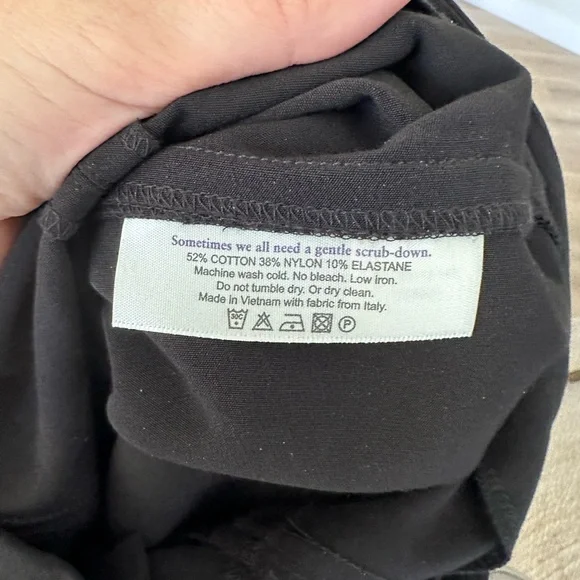 Sometimes we all need a gentle scrub-down.
52% COTTON 38% NYLON 10% ELASTANE
Machine wash cold. No bleach. Low iron.
Do not tumble dry. Or dry clean.
Made in Vietnam with fabric from Italy.
30C P